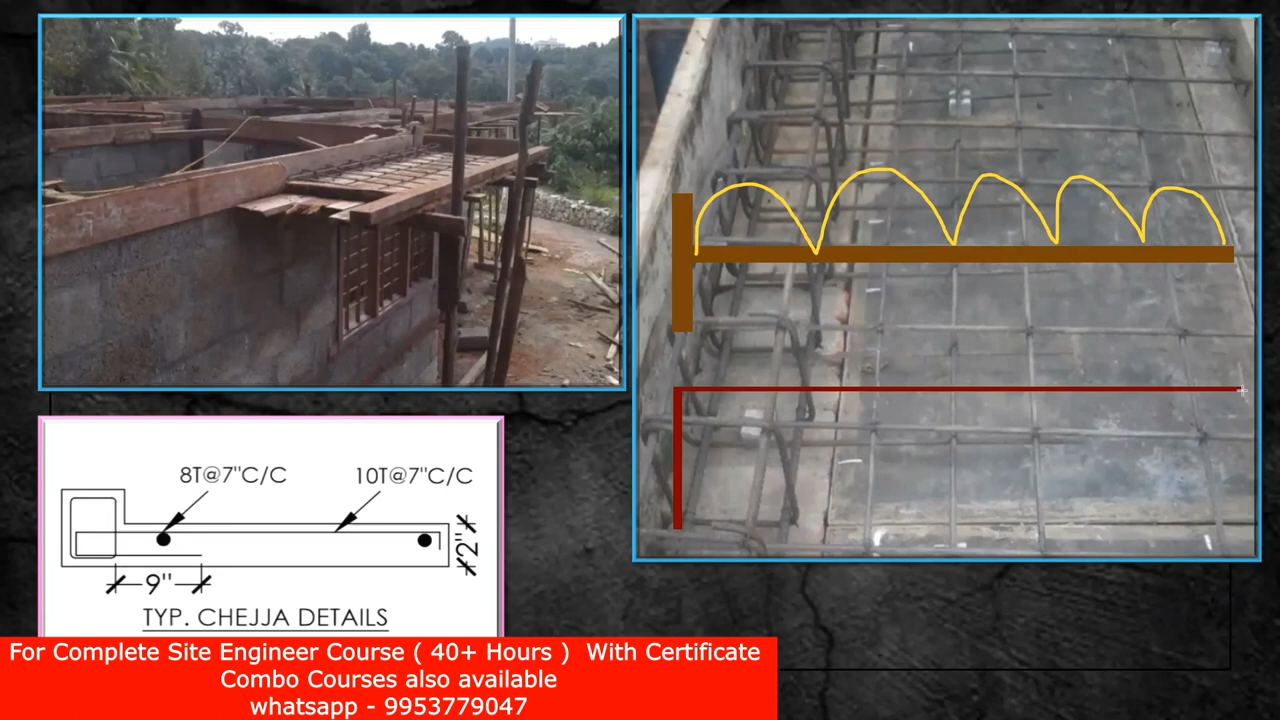 8T@7"C/C
10T@7"C/C
2"
9"
TYP. CHEJJA DETAILS
For Complete Site Engineer Course ( 40+ Hours )  With Certificate
Combo Courses also available
whatsapp - 9953779047